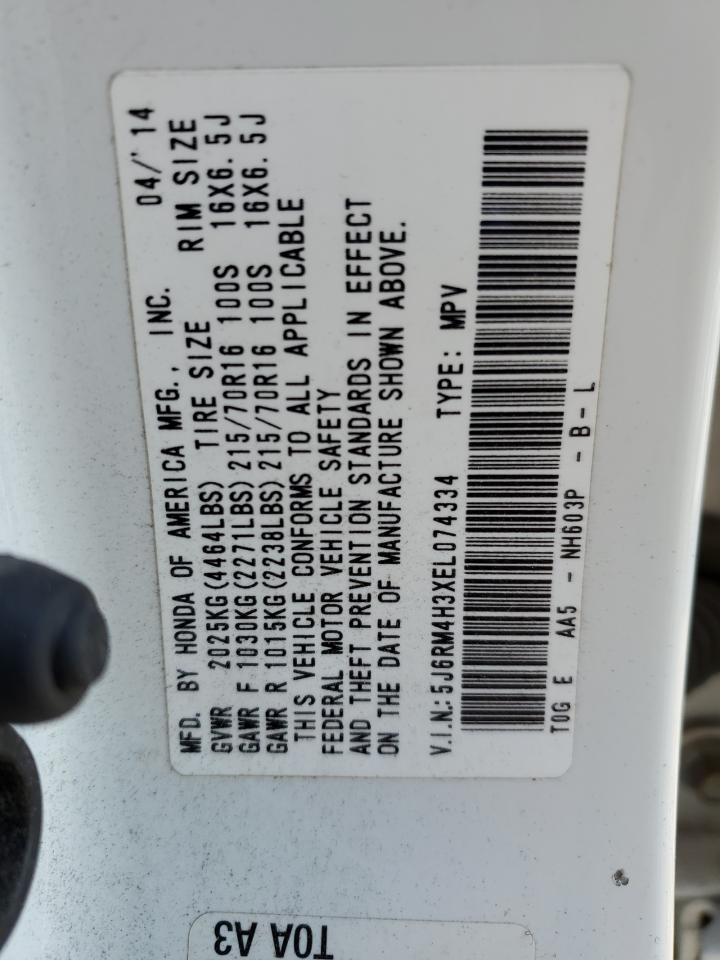 MFD. BY HONDA OF AMERICA MFG., INC. 04/'14
GVWR 2025KG(4464LBS) TIRE SIZE RIM SIZE
GAWR F 1030KG(2271LBS) 215/70R16 100S 16X6.5J
GAWR R 1015KG(2238LBS) 215/70R16 100S 16X6.5J
THIS VEHICLE CONFORMS TO ALL APPLICABLE
FEDERAL MOTOR VEHICLE SAFETY
AND THEFT PREVENTION STANDARDS IN EFFECT
ON THE DATE OF MANUFACTURE SHOWN ABOVE.
V.I.N.:5J6RM4H3XEL074334 TYPE: MPV
T0G E AA5 - NH603P - B - L
T0A A3